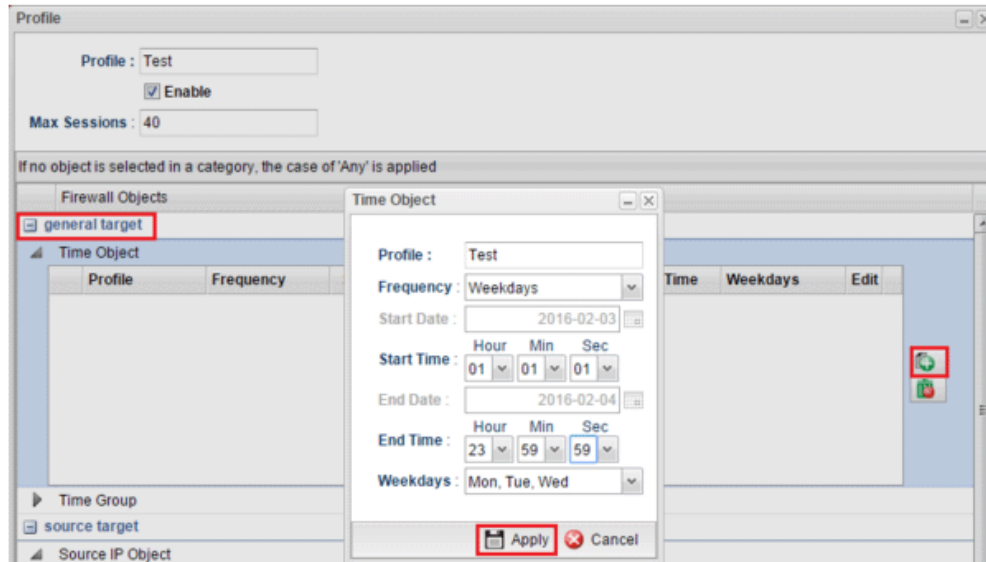 Profile
Profile : Test
Enable
Max Sessions : 40
If no object is selected in a category, the case of 'Any' is applied
Firewall Objects
general target
Time Object
Profile Frequency Time Weekdays Edit
Time Group
source target
Source IP Object
Time Object
Profile : Test
Frequency : Weekdays
Start Date : 2016-02-03
Hour Min Sec
Start Time : 01 01 01
End Date : 2016-02-04
Hour Min Sec
End Time : 23 59 59
Weekdays : Mon, Tue, Wed
Apply Cancel